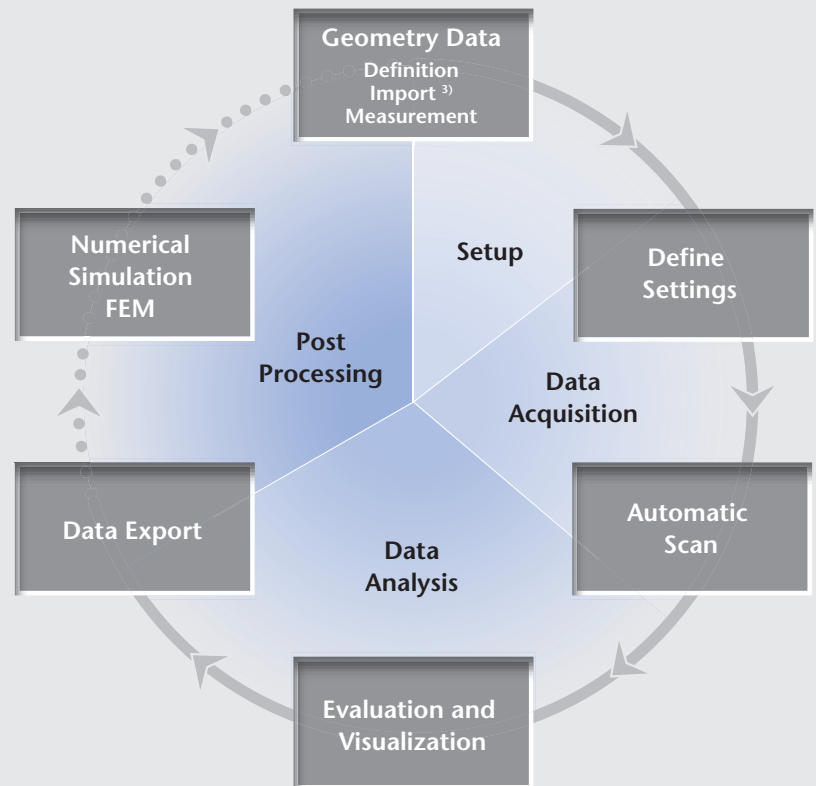 Geometry Data
Definition
Import ³⁾
Measurement
Setup
Define
Settings
Data
Acquisition
Automatic
Scan
Data
Analysis
Evaluation and
Visualization
Data Export
Post
Processing
Numerical
Simulation
FEM